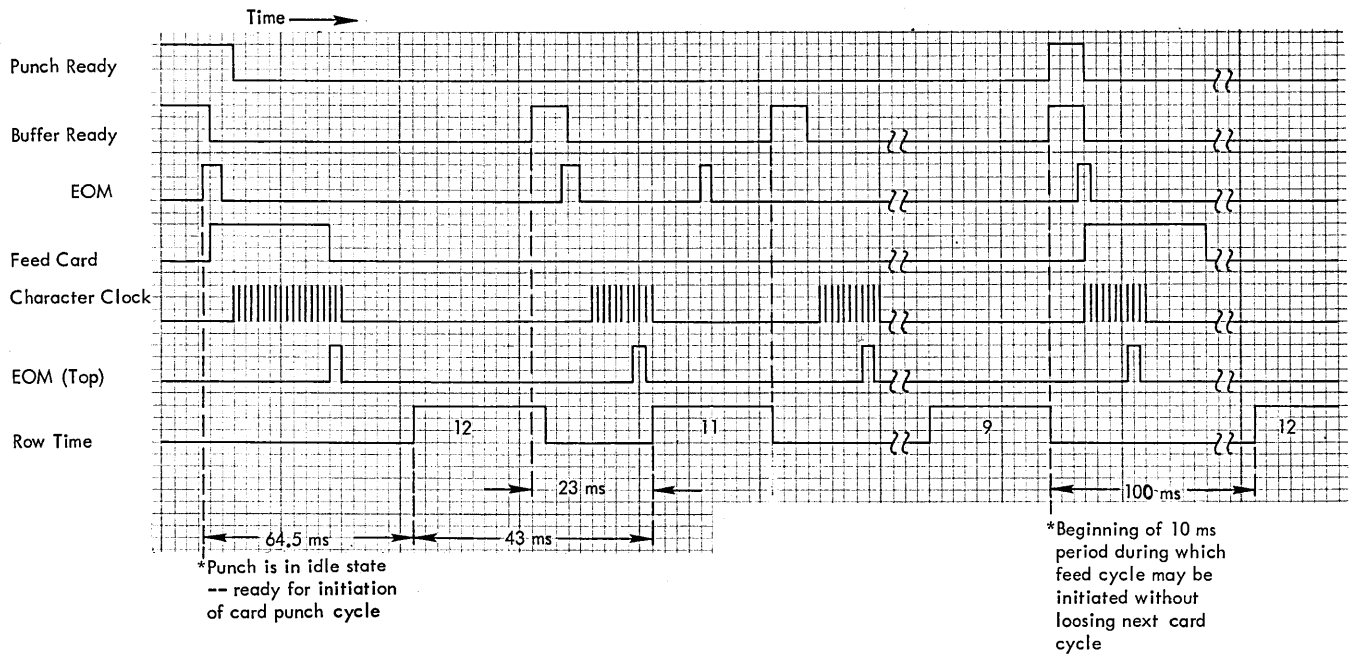 Time
Punch Ready
Buffer Ready
EOM
Feed Card
Character Clock
EOM (Top)
Row Time
12
11
9
12
23 ms
100 ms
64.5 ms
43 ms
*Punch is in idle state
-- ready for initiation
of card punch cycle
*Beginning of 10 ms
period during which
feed cycle may be
initiated without
loosing next card
cycle